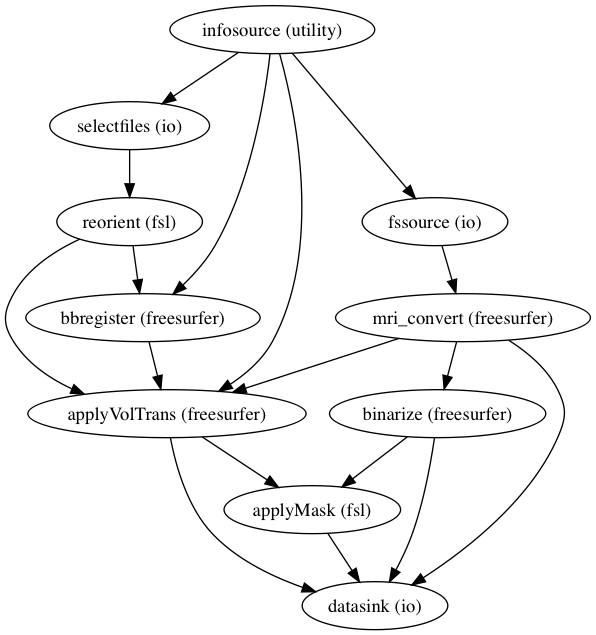 infosource (utility)
selectfiles (io)
reorient (fsl)
fssource (io)
bbregister (freesurfer)
mri_convert (freesurfer)
applyVolTrans (freesurfer)
binarize (freesurfer)
applyMask (fsl)
datasink (io)